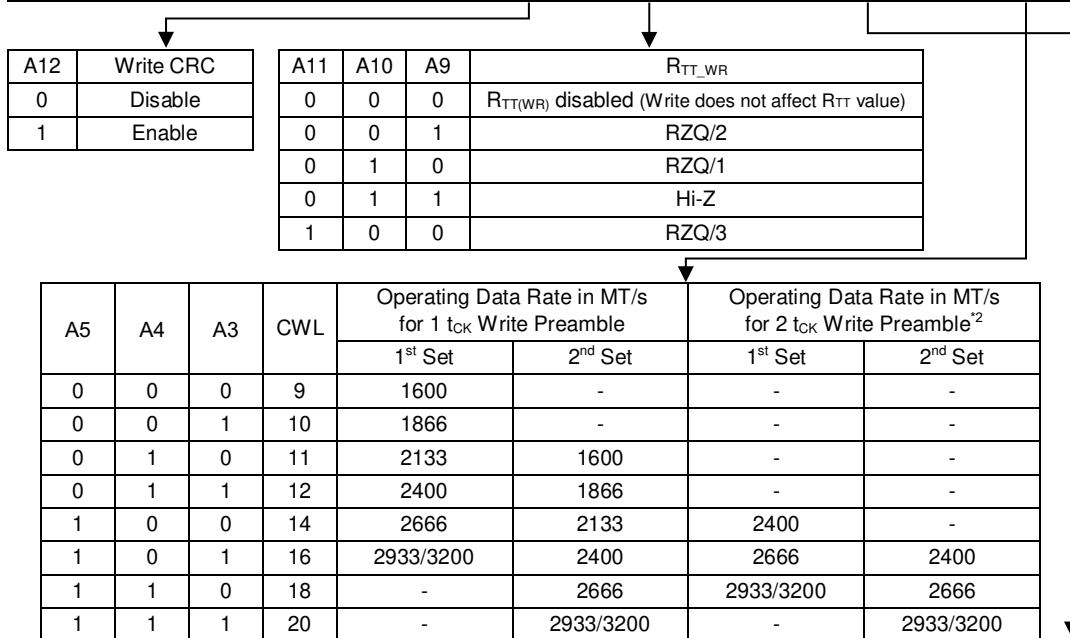 A12 Write CRC
0 Disable
1 Enable
A11 A10 A9 RTT_WR
0 0 0 RTT(WR) disabled (Write does not affect RTT value)
0 0 1 RZQ/2
0 1 0 RZQ/1
0 1 1 Hi-Z
1 0 0 RZQ/3
A5 A4 A3 CWL Operating Data Rate in MT/s for 1 tCK Write Preamble Operating Data Rate in MT/s for 2 tCK Write Preamble*2
1st Set 2nd Set 1st Set 2nd Set
0 0 0 9 1600 - - -
0 0 1 10 1866 - - -
0 1 0 11 2133 1600 - -
0 1 1 12 2400 1866 - -
1 0 0 14 2666 2133 2400 -
1 0 1 16 2933/3200 2400 2666 2400
1 1 0 18 - 2666 2933/3200 2666
1 1 1 20 - 2933/3200 - 2933/3200